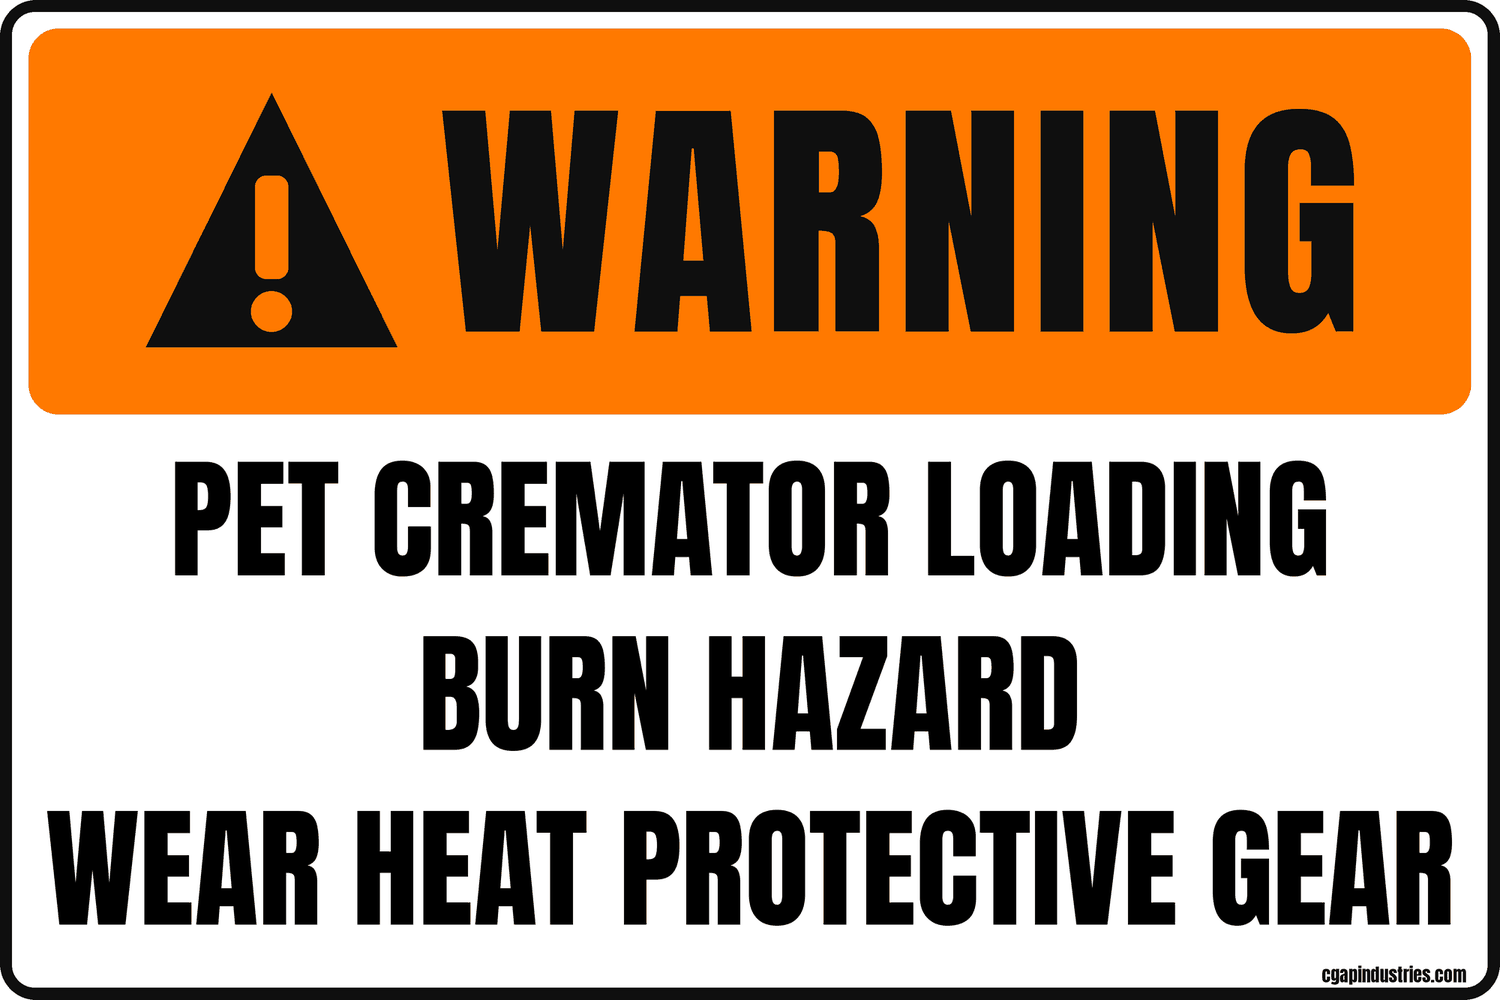 WARNING
PET CREMATOR LOADING
BURN HAZARD
WEAR HEAT PROTECTIVE GEAR
cgapindustries.com